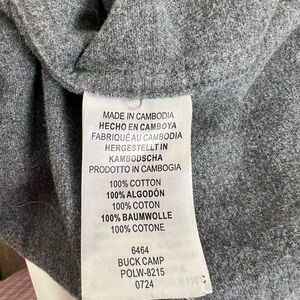 MADE IN CAMBODIA
HECHO EN CAMBOYA
FABRIQUÉ AU CAMBODIA
HERGESTELLT IN
KAMBODSCHA
PRODOTTO IN CAMBOGIA
100% COTTON
100% ALGODÓN
100% COTON
100% BAUMWOLLE
100% COTONE
6464
BUCK CAMP
POLW-8215
0724